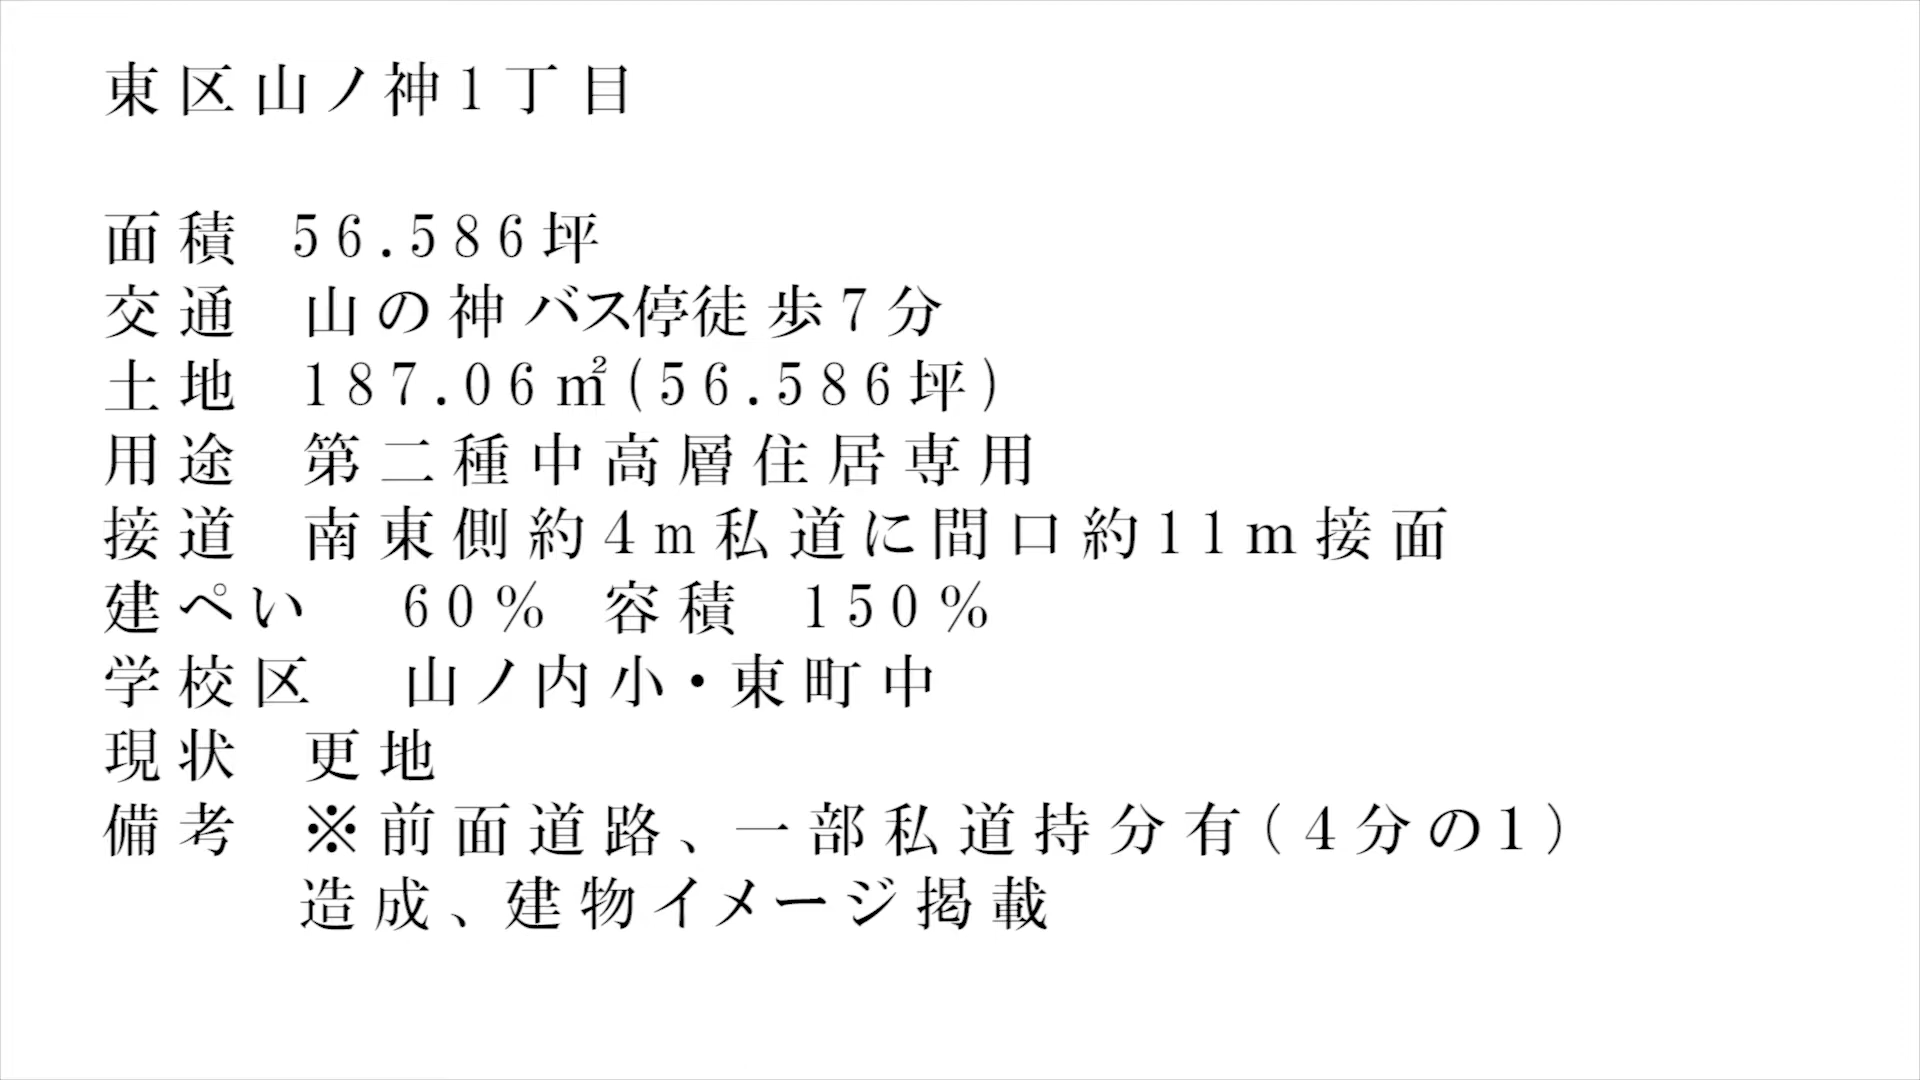 東区山ノ神1丁目
面積 56.586坪
交通 山の神バス停徒歩7分
土地 187.06㎡(56.586坪)
用途 第二種中高層住居専用
接道 南東側約4m私道に間口約11m接面
建ぺい 60% 容積 150%
学校区 山ノ内小・東町中
現状 更地
備考 ※前面道路、一部私道持分有(4分の1)
造成、建物イメージ掲載